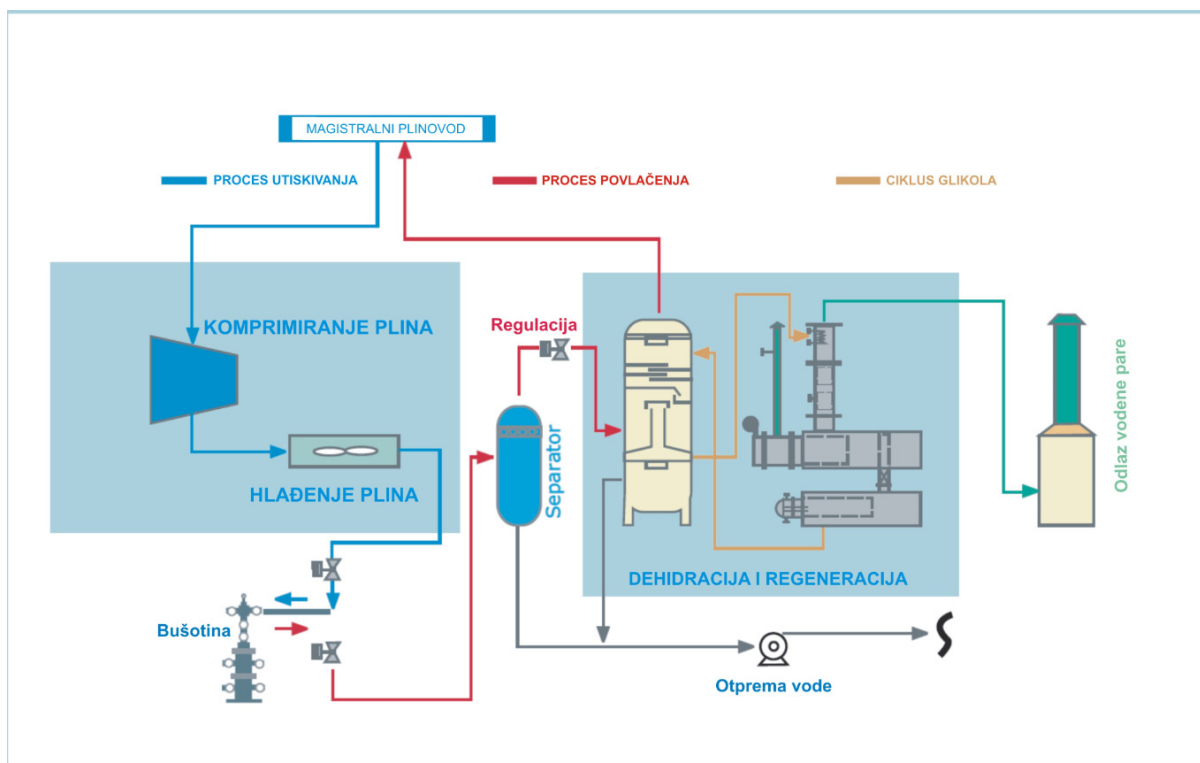 MAGISTRALNI PLINOVOD
PROCES UTISKIVANJA
PROCES POVLAČENJA
CIKLUS GLIKOLA
KOMPRIMIRANJE PLINA
Regulacija
Separator
HLAĐENJE PLINA
Odlaz vodene pare
DEHIDRACIJA I REGENERACIJA
Bušotina
Otprema vode